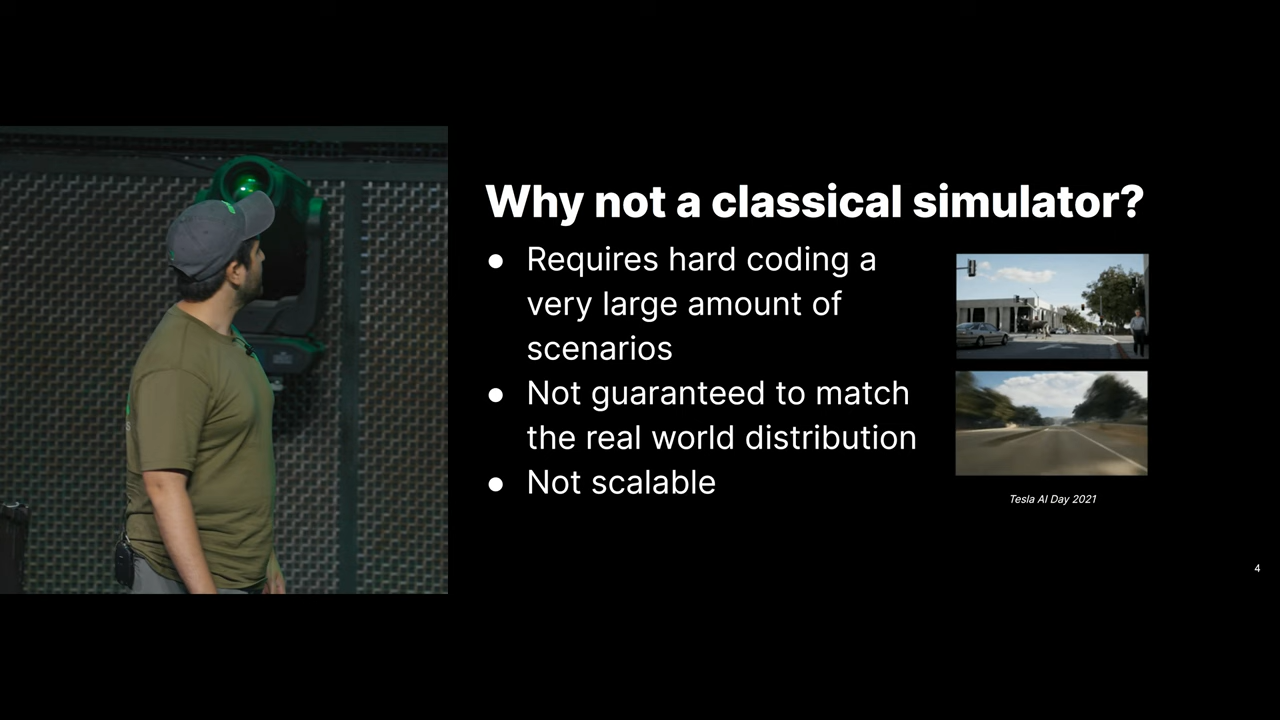 Why not a classical simulator?
● Requires hard coding a
very large amount of
scenarios
● Not guaranteed to match
the real world distribution
● Not scalable
Tesla AI Day 2021
4